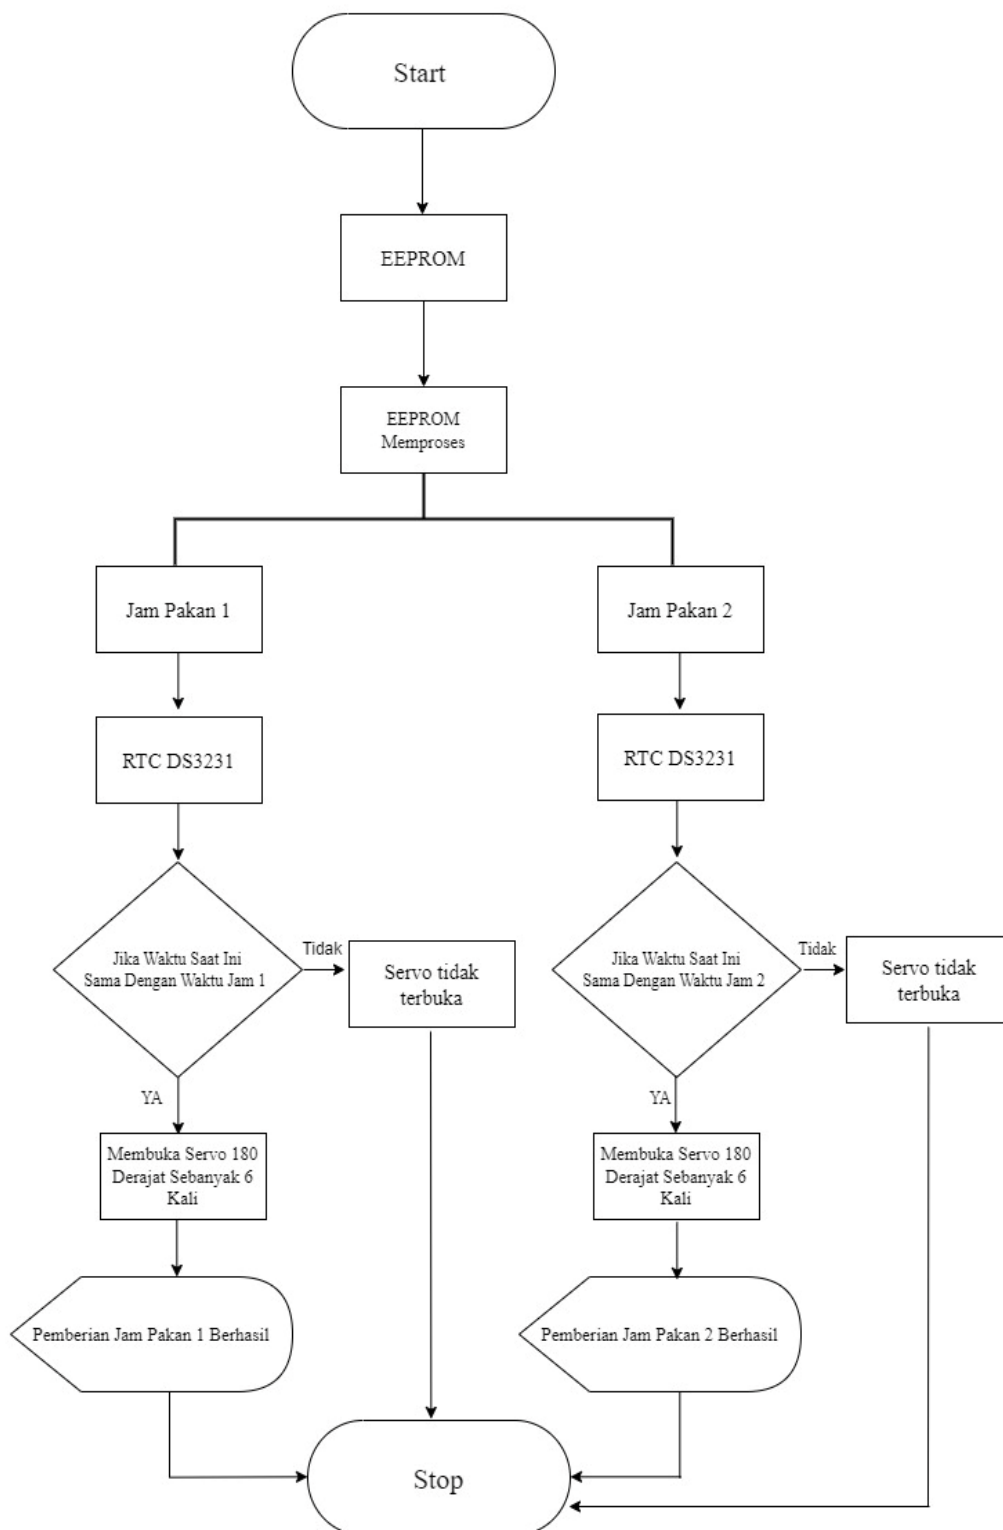 Start
EEPROM
EEPROM
Memproses
Jam Pakan 1
Jam Pakan 2
RTC DS3231
RTC DS3231
Jika Waktu Saat Ini
Sama Dengan Waktu Jam 1
Tidak
Servo tidak
terbuka
Jika Waktu Saat Ini
Sama Dengan Waktu Jam 2
Tidak
Servo tidak
terbuka
YA
YA
Membuka Servo 180
Derajat Sebanyak 6
Kali
Membuka Servo 180
Derajat Sebanyak 6
Kali
Pemberian Jam Pakan 1 Berhasil
Pemberian Jam Pakan 2 Berhasil
Stop